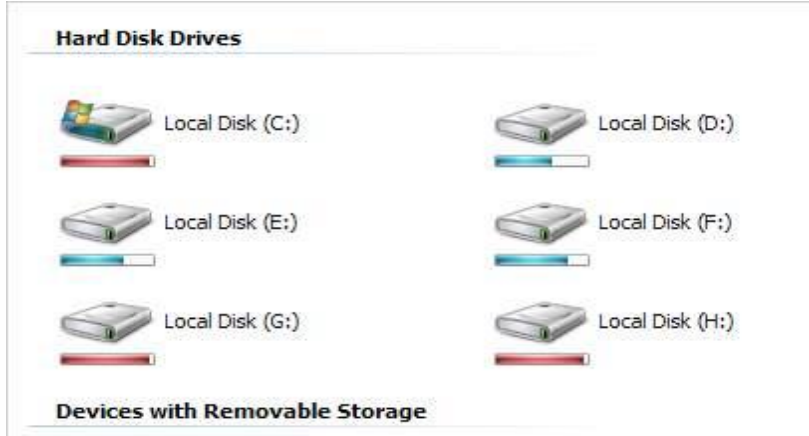 Hard Disk Drives
Local Disk (C:)
Local Disk (D:)
Local Disk (E:)
Local Disk (F:)
Local Disk (G:)
Local Disk (H:)
Devices with Removable Storage